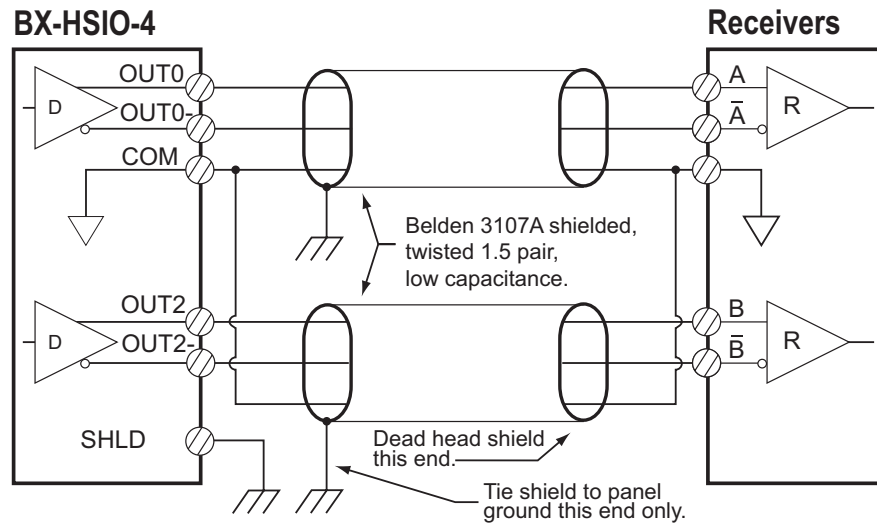 BX-HSIO-4
Receivers
OUT0
OUT0-
COM
D
A
A̅
R
Belden 3107A shielded,
twisted 1.5 pair,
low capacitance.
OUT2
OUT2-
D
B
B̅
R
SHLD
Dead head shield
this end.
Tie shield to panel
ground this end only.